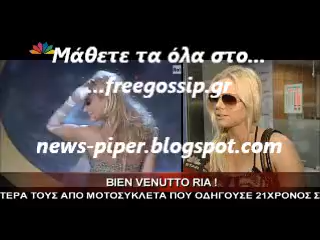 Μάθετε τα όλα στο...
...freegossip.gr
news-piper.blogspot.com
BIEN VENUTTO RIA !
ΤΕΡΑ ΤΟΥΣ ΑΠΟ ΜΟΤΟΣΥΚΛΕΤΑ ΠΟΥ ΟΔΗΓΟΥΣΕ 21ΧΡΟΝΟΣ Σ